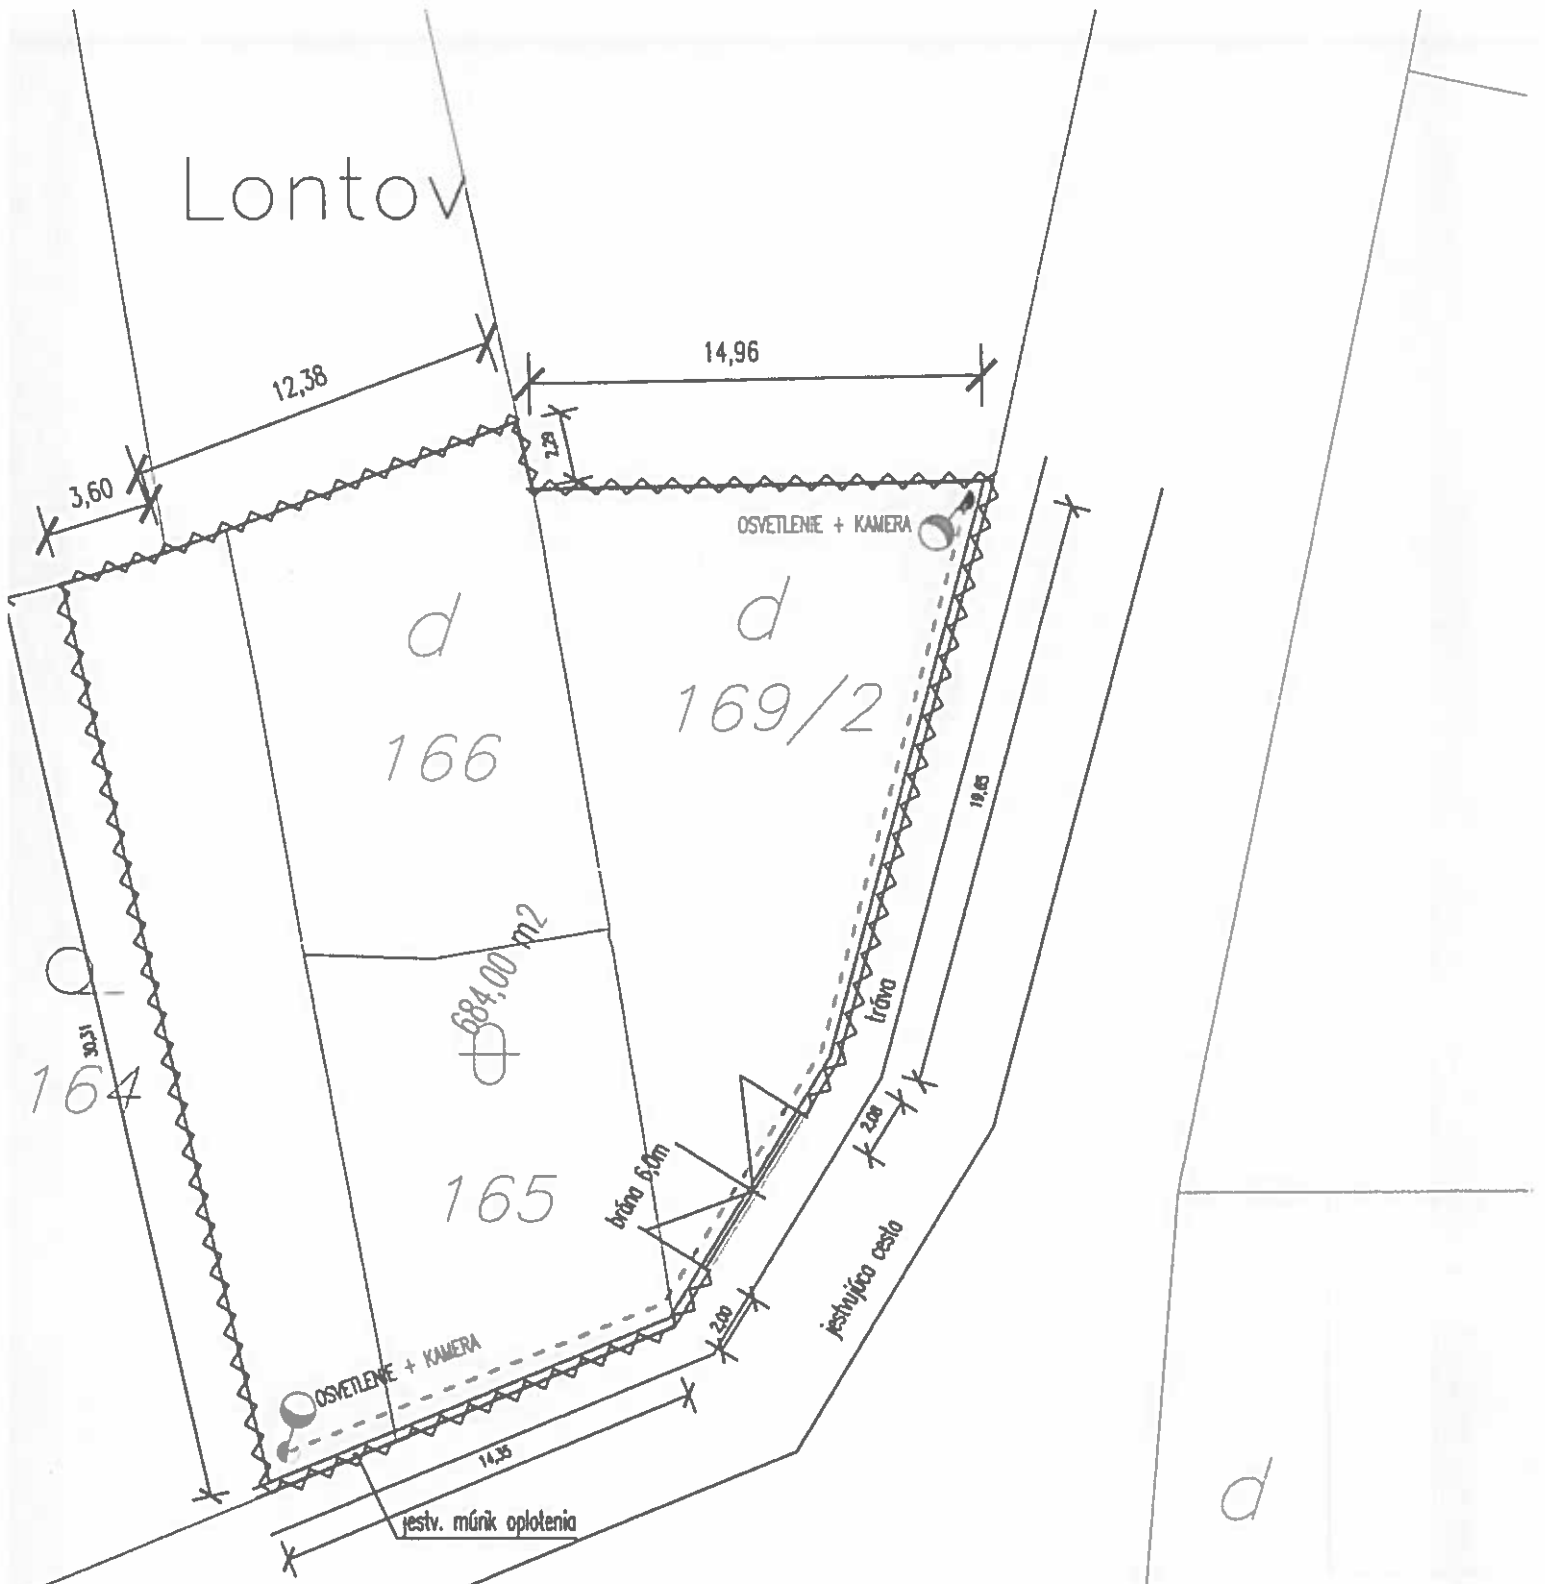 Lontov
14,96
12,38
2,29
3,60
OSVETLENIE + KAMERA
d
d
169/2
166
19,65
684,00 m2
tráva
30,31
164
2,08
brána 6,0m
165
jestvujúca cesta
2,00
OSVETLENIE + KAMERA
14,35
d
jestv. múrik oplotenia